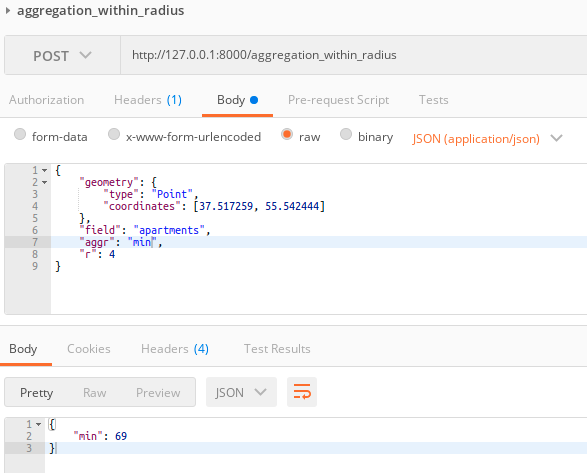 aggregation_within_radius
POST http://127.0.0.1:8000/aggregation_within_radius
Authorization Headers (1) Body Pre-request Script Tests
form-data x-www-form-urlencoded raw binary JSON (application/json)
1 {
2 "geometry": {
3 "type": "Point",
4 "coordinates": [37.517259, 55.542444]
5 },
6 "field": "apartments",
7 "aggr": "min",
8 "r": 4
9 }
Body Cookies Headers (4) Test Results
Pretty Raw Preview JSON
1 {
2 "min": 69
3 }